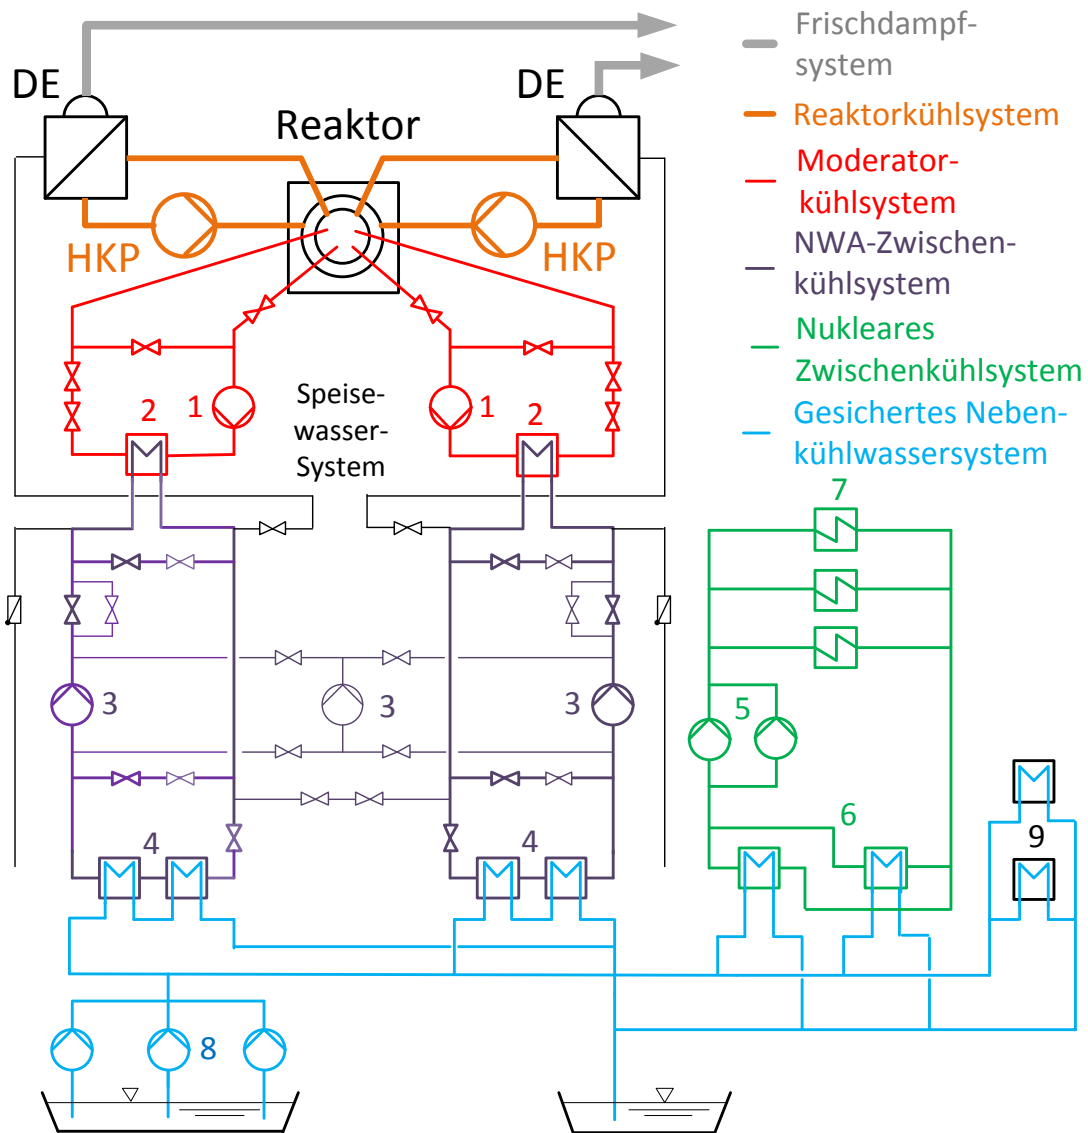 DE
DE
Reaktor
HKP
HKP
Frischdampf-
system
Reaktorkühlsystem
Moderator-
kühlsystem
NWA-Zwischen-
kühlsystem
Nukleares
Zwischenkühlsystem
Gesichertes Neben-
kühlwassersystem
1
2
Speise-
wasser-
System
1
2
7
3
3
3
5
4
4
6
9
8